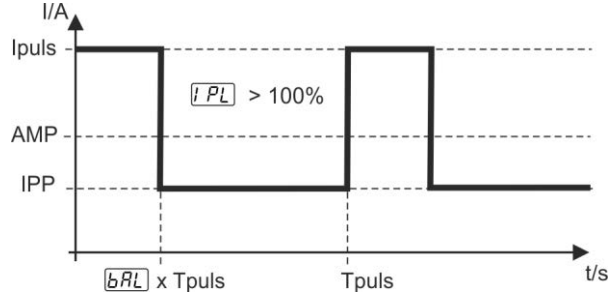 I/A
Ipuls
IPL > 100%
AMP
IPP
bAL x Tpuls Tpuls t/s